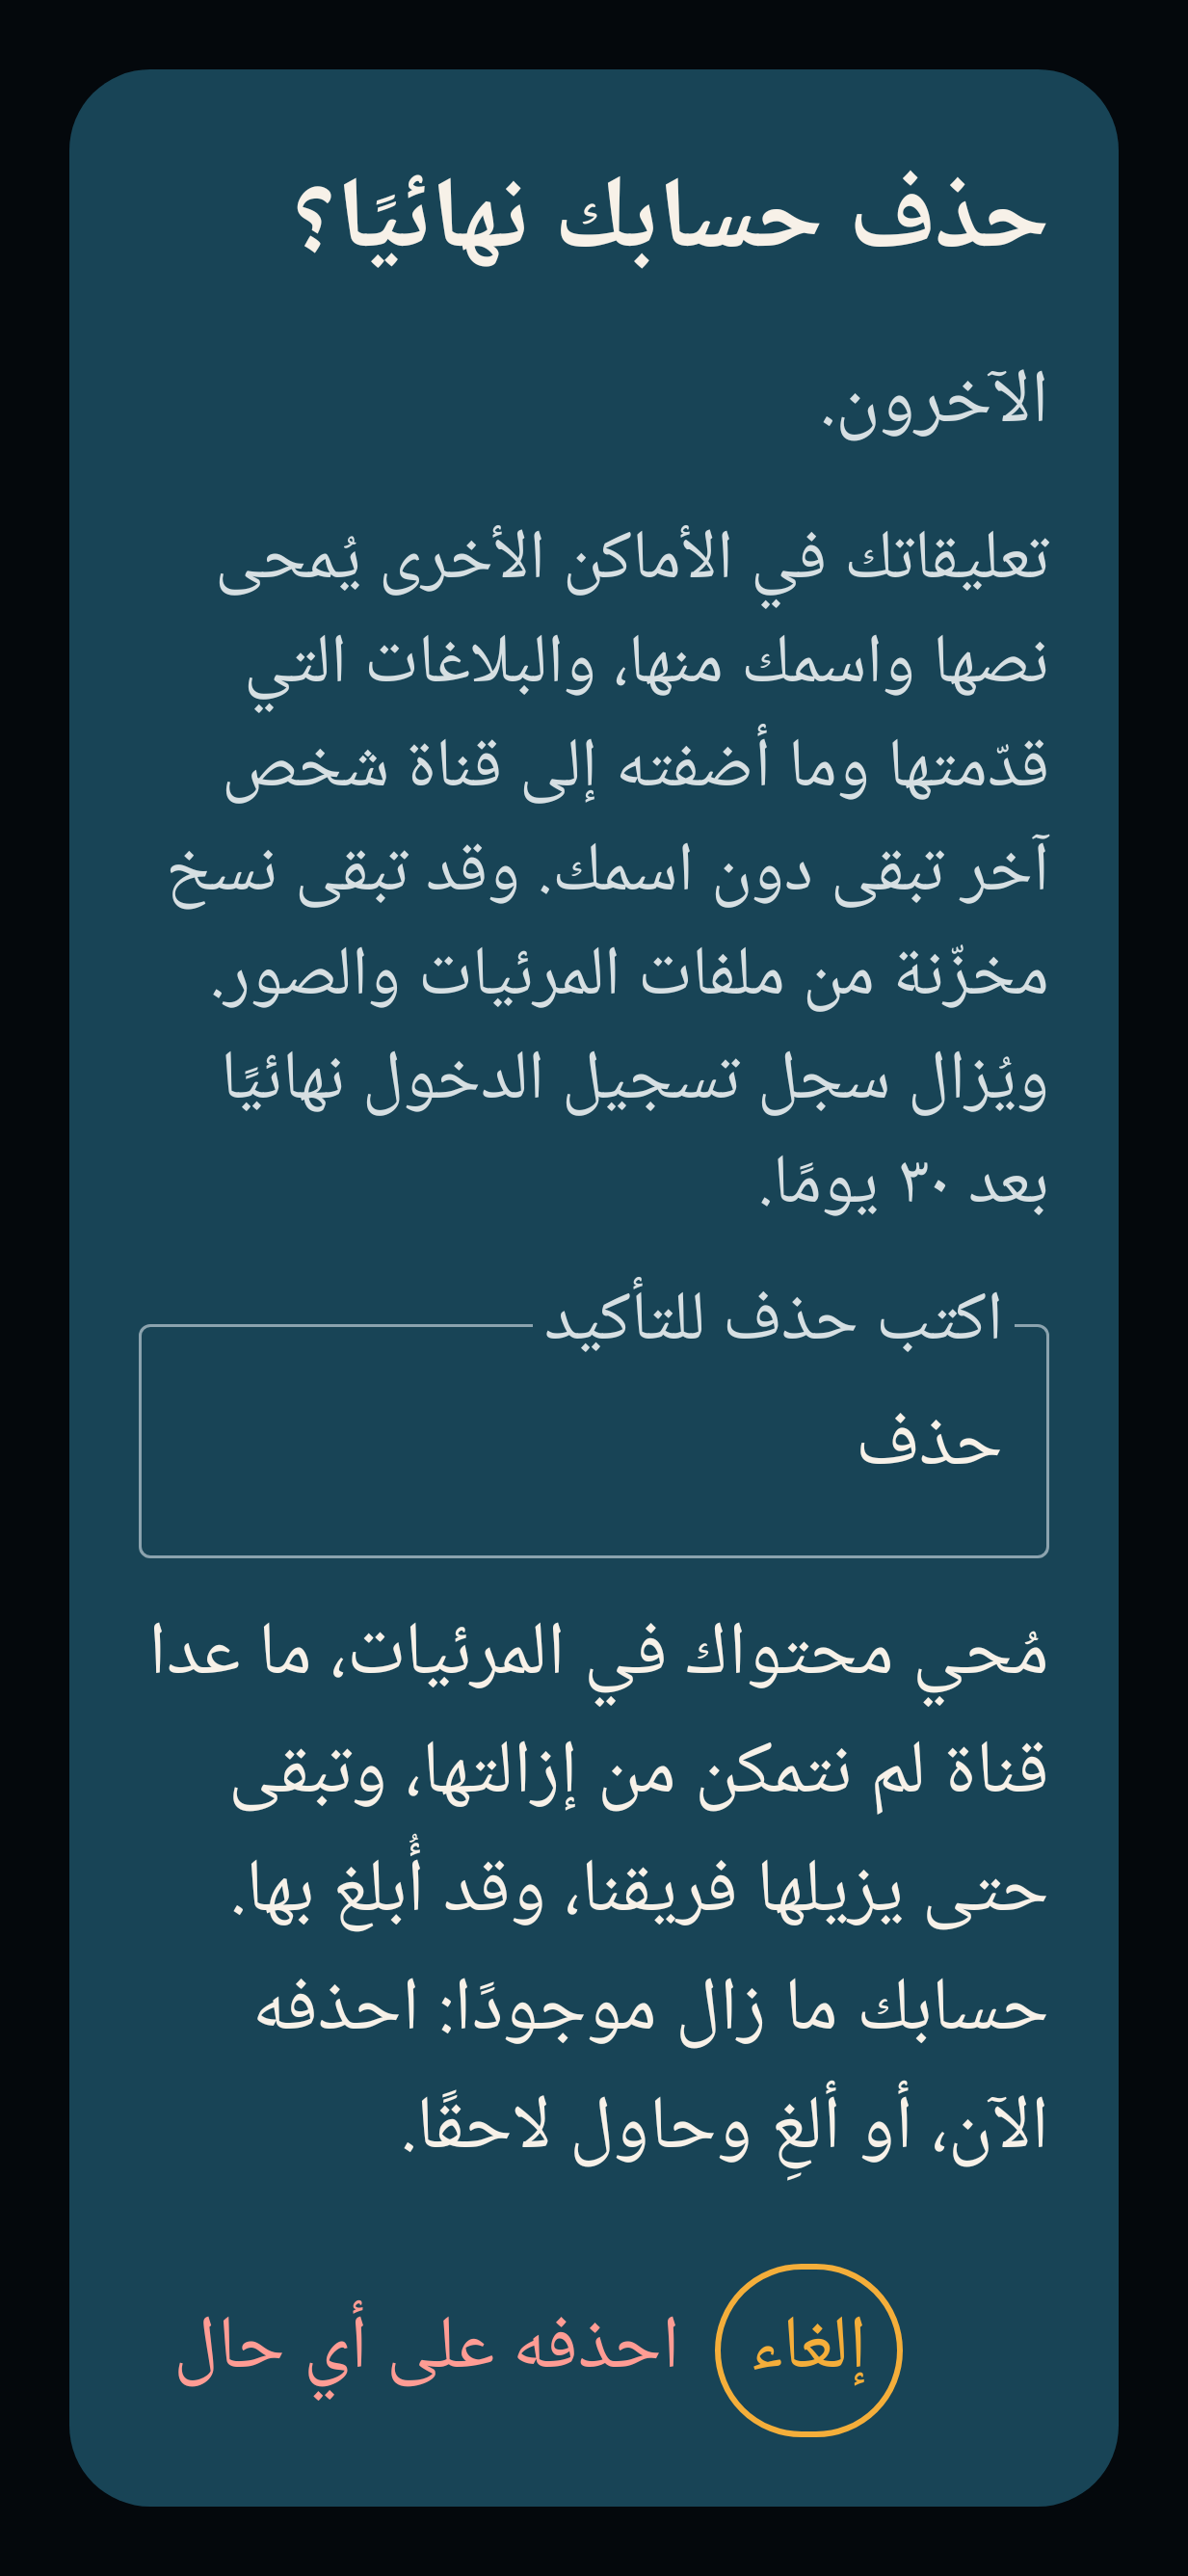 حذف حسابك نهائيًا؟
الآخرون.
تعليقاتك في الأماكن الأخرى يُمحى
نصها واسمك منها، والبلاغات التي
قدّمتها وما أضفته إلى قناة شخص
آخر تبقى دون اسمك. وقد تبقى نسخ
مخزّنة من ملفات المرئيات والصور.
ويُزال سجل تسجيل الدخول نهائيًا
بعد ٣٠ يومًا.
اكتب حذف للتأكيد
حذف
مُحي محتواك في المرئيات، ما عدا
قناة لم نتمكن من إزالتها، وتبقى
حتى يزيلها فريقنا، وقد أُبلغ بها.
حسابك ما زال موجودًا: احذفه
الآن، أو ألغِ وحاول لاحقًا.
إلغاء احذفه على أي حال